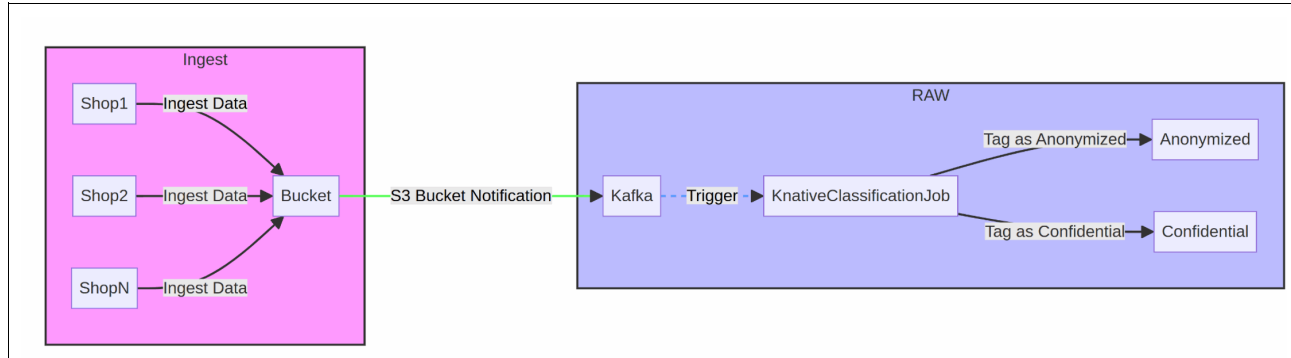 Ingest
Shop1
Ingest Data
Shop2
Ingest Data
Bucket
ShopN
Ingest Data
S3 Bucket Notification
RAW
Kafka
Trigger
KnativeClassificationJob
Tag as Anonymized
Anonymized
Tag as Confidential
Confidential